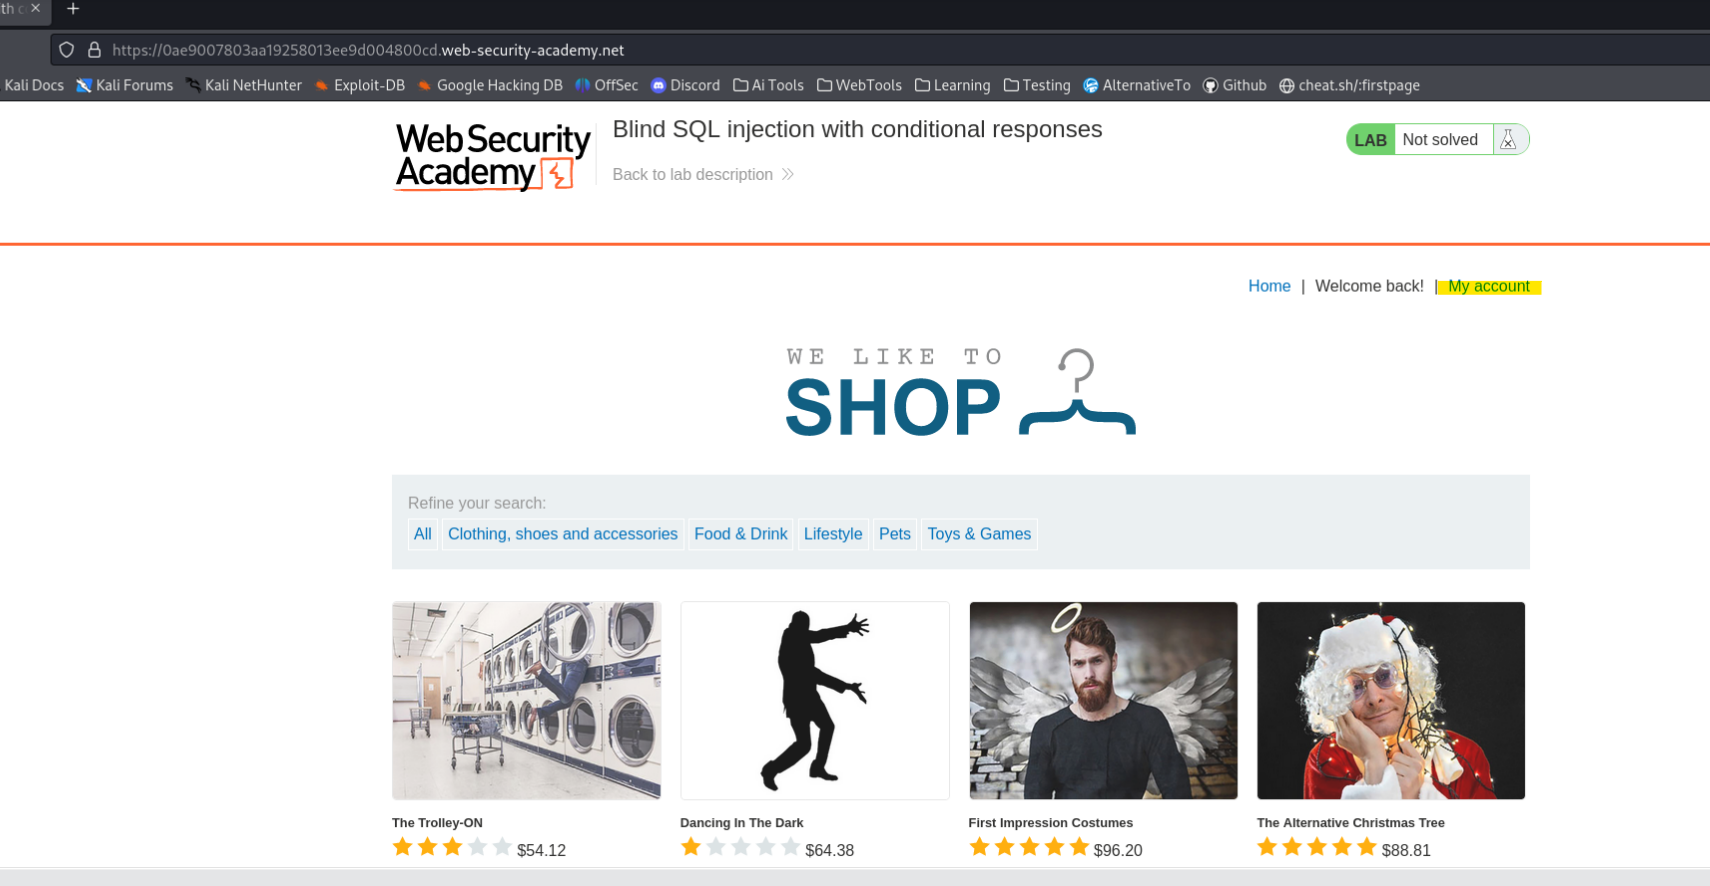 th c
https://0ae9007803aa19258013ee9d004800cd.web-security-academy.net
Kali Docs Kali Forums Kali NetHunter Exploit-DB Google Hacking DB OffSec Discord Ai Tools WebTools Learning Testing AlternativeTo Github cheat.sh/:firstpage
Web Security
Academy
Blind SQL injection with conditional responses
Back to lab description
LAB Not solved
Home | Welcome back! | My account
WE LIKE TO
SHOP
Refine your search:
All Clothing, shoes and accessories Food & Drink Lifestyle Pets Toys & Games
The Trolley-ON Dancing In The Dark First Impression Costumes The Alternative Christmas Tree
$54.12 $64.38 $96.20 $88.81